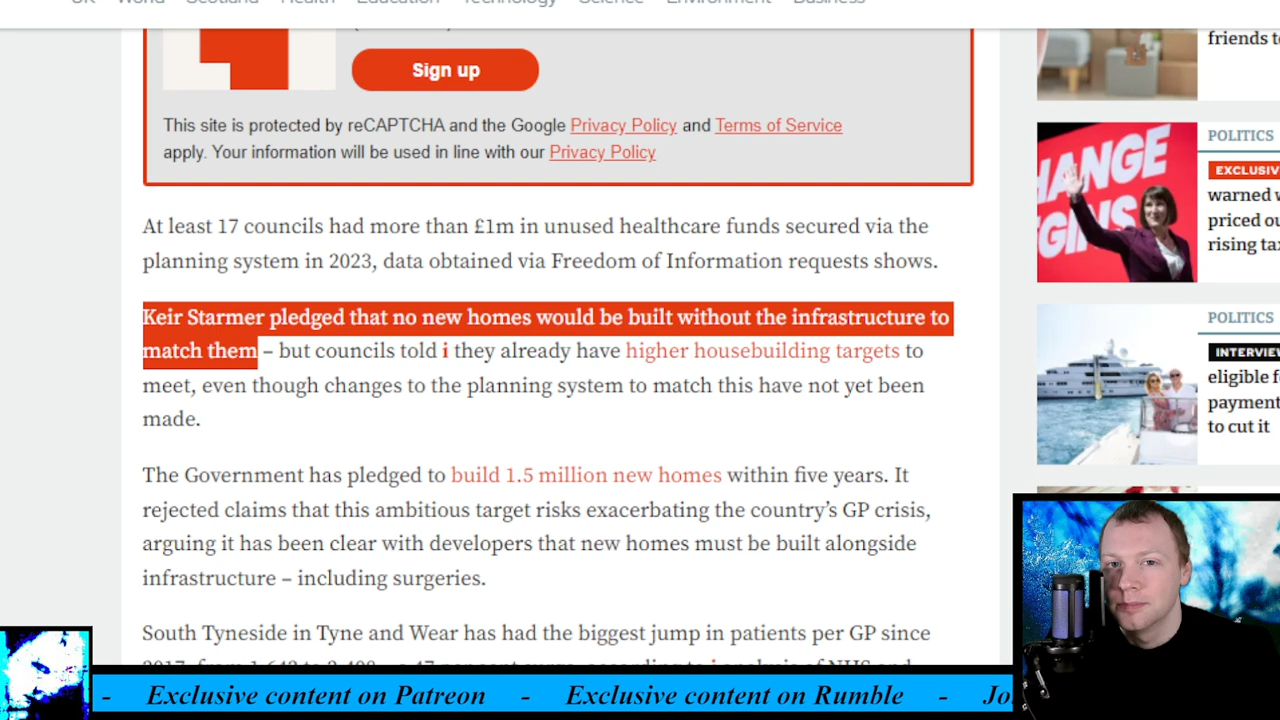 UK World Scotland Health Education Technology Science Environment Business
Sign up
This site is protected by reCAPTCHA and the Google Privacy Policy and Terms of Service
apply. Your information will be used in line with our Privacy Policy
At least 17 councils had more than £1m in unused healthcare funds secured via the
planning system in 2023, data obtained via Freedom of Information requests shows.
Keir Starmer pledged that no new homes would be built without the infrastructure to
match them – but councils told i they already have higher housebuilding targets to
meet, even though changes to the planning system to match this have not yet been
made.
The Government has pledged to build 1.5 million new homes within five years. It
rejected claims that this ambitious target risks exacerbating the country's GP crisis,
arguing it has been clear with developers that new homes must be built alongside
infrastructure – including surgeries.
South Tyneside in Tyne and Wear has had the biggest jump in patients per GP since
friends
POLITICS
EXCLUSIV
HANGE
GINS
warned
priced
rising
POLITICS
INTERVIEW
eligible
payment
to cut it
- Exclusive content on Patreon - Exclusive content on Rumble -